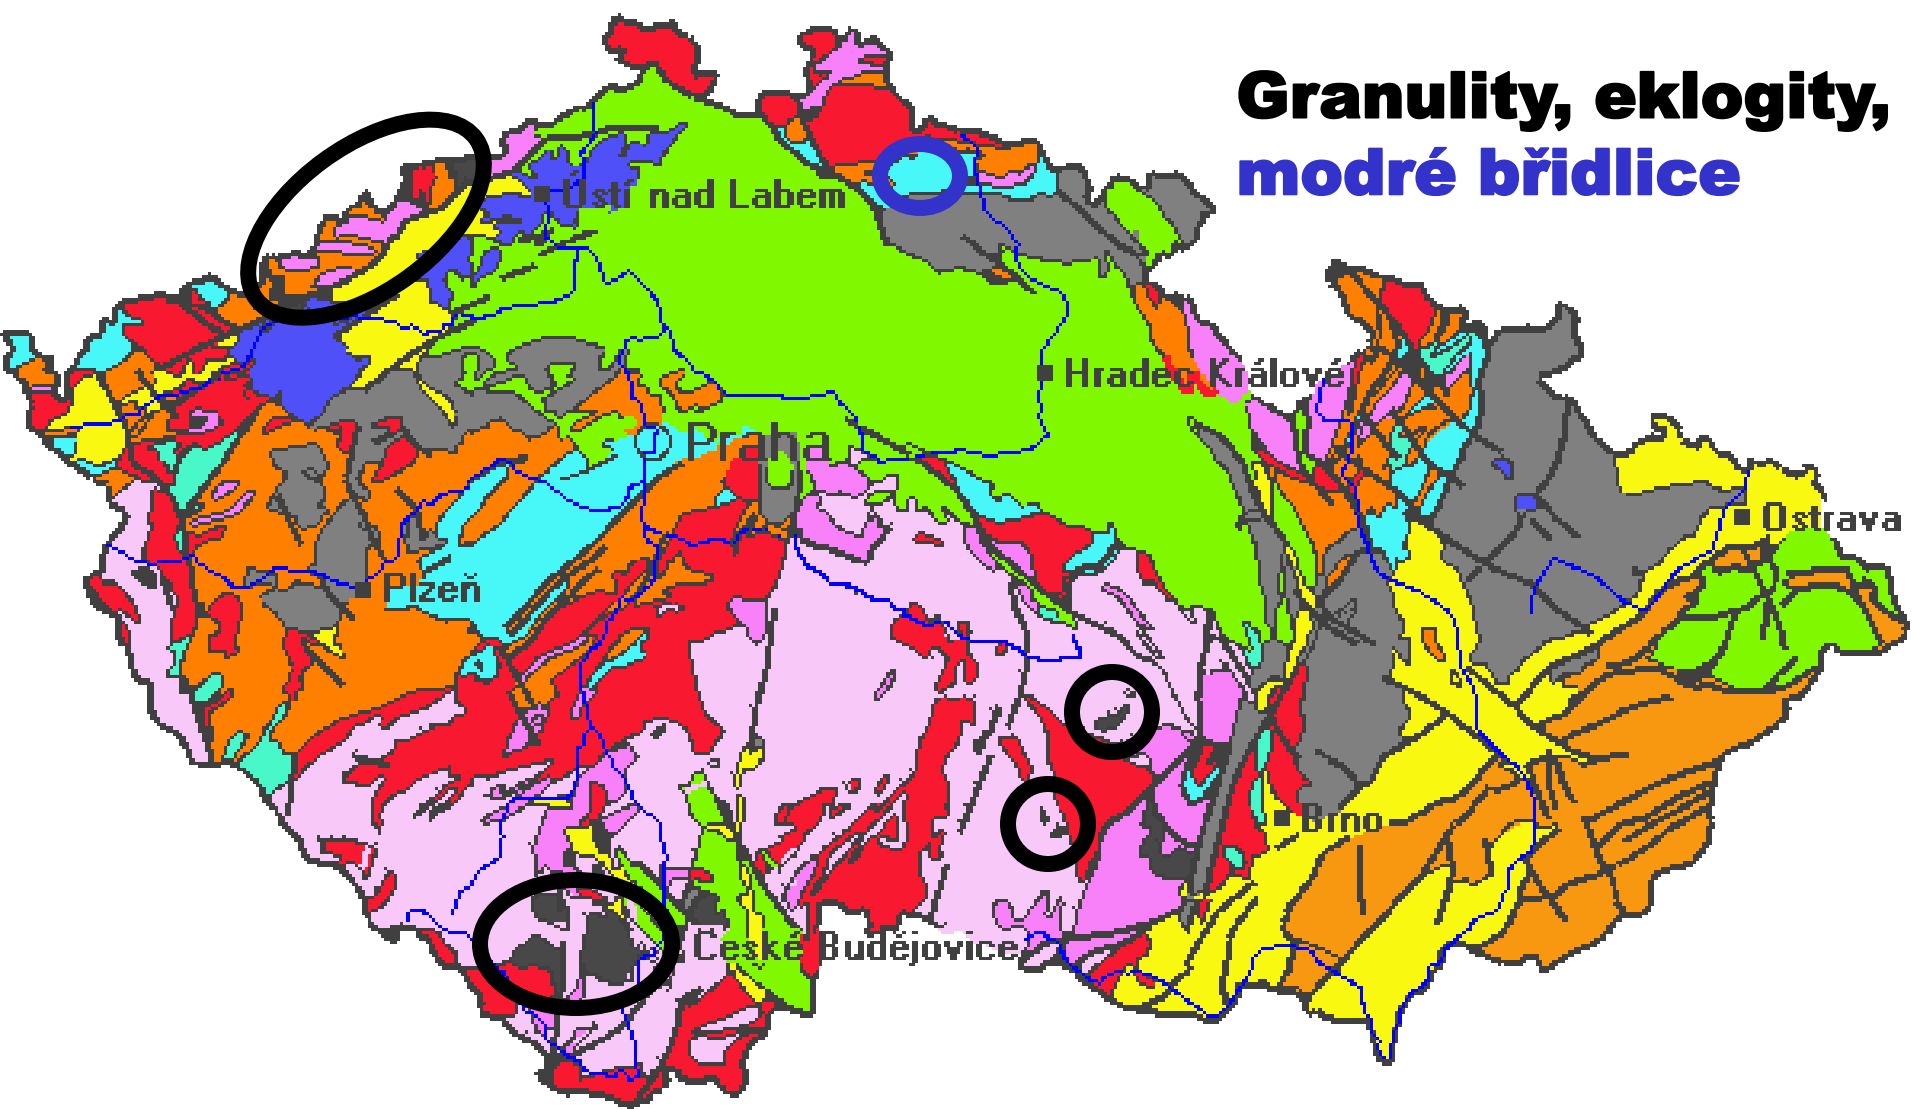 Granulity, eklogity,
modré břidlice
Ústí nad Labem
Hradec Králové
Praha
Ostrava
Plzeň
Brno
České Budějovice